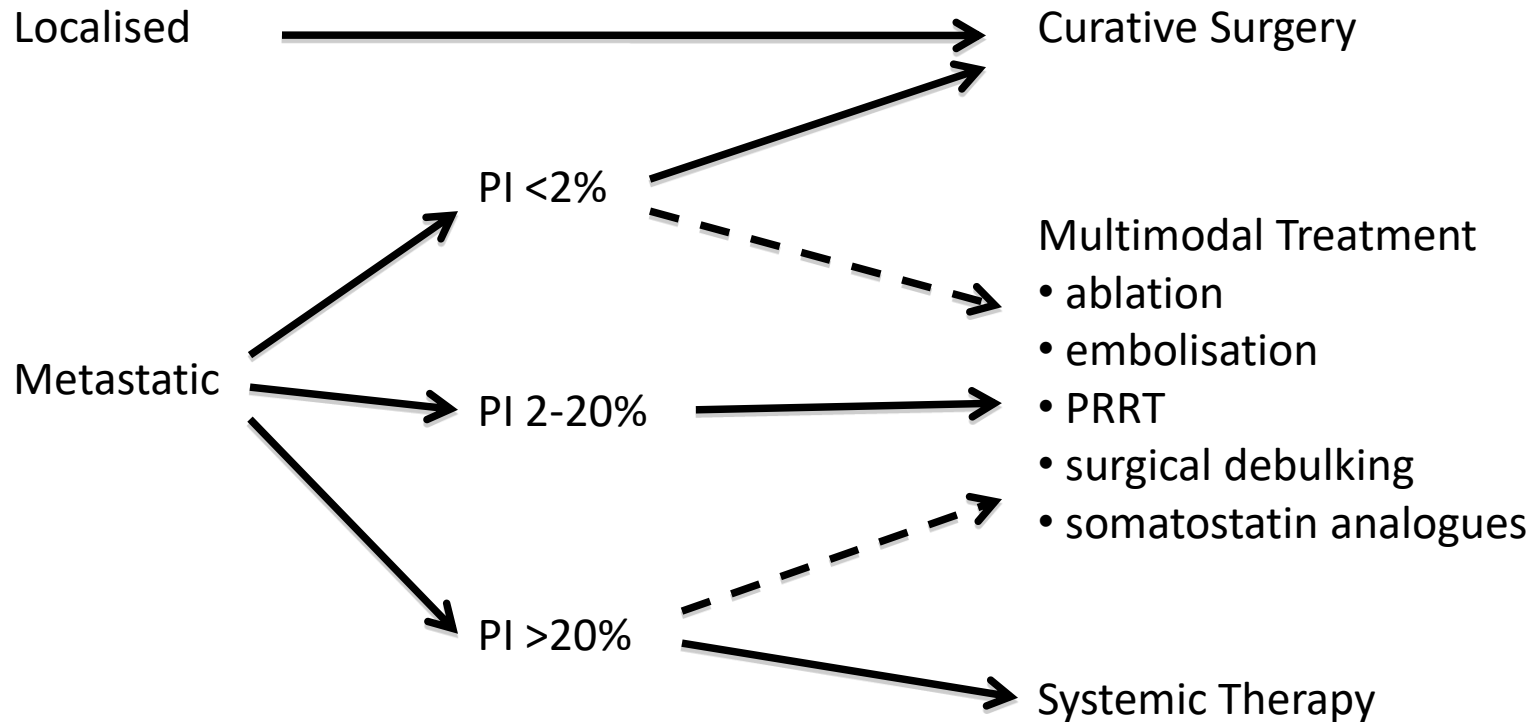 Localised
Curative Surgery
PI <2%
Multimodal Treatment
• ablation
• embolisation
Metastatic
PI 2-20%
• PRRT
• surgical debulking
• somatostatin analogues
PI >20%
Systemic Therapy